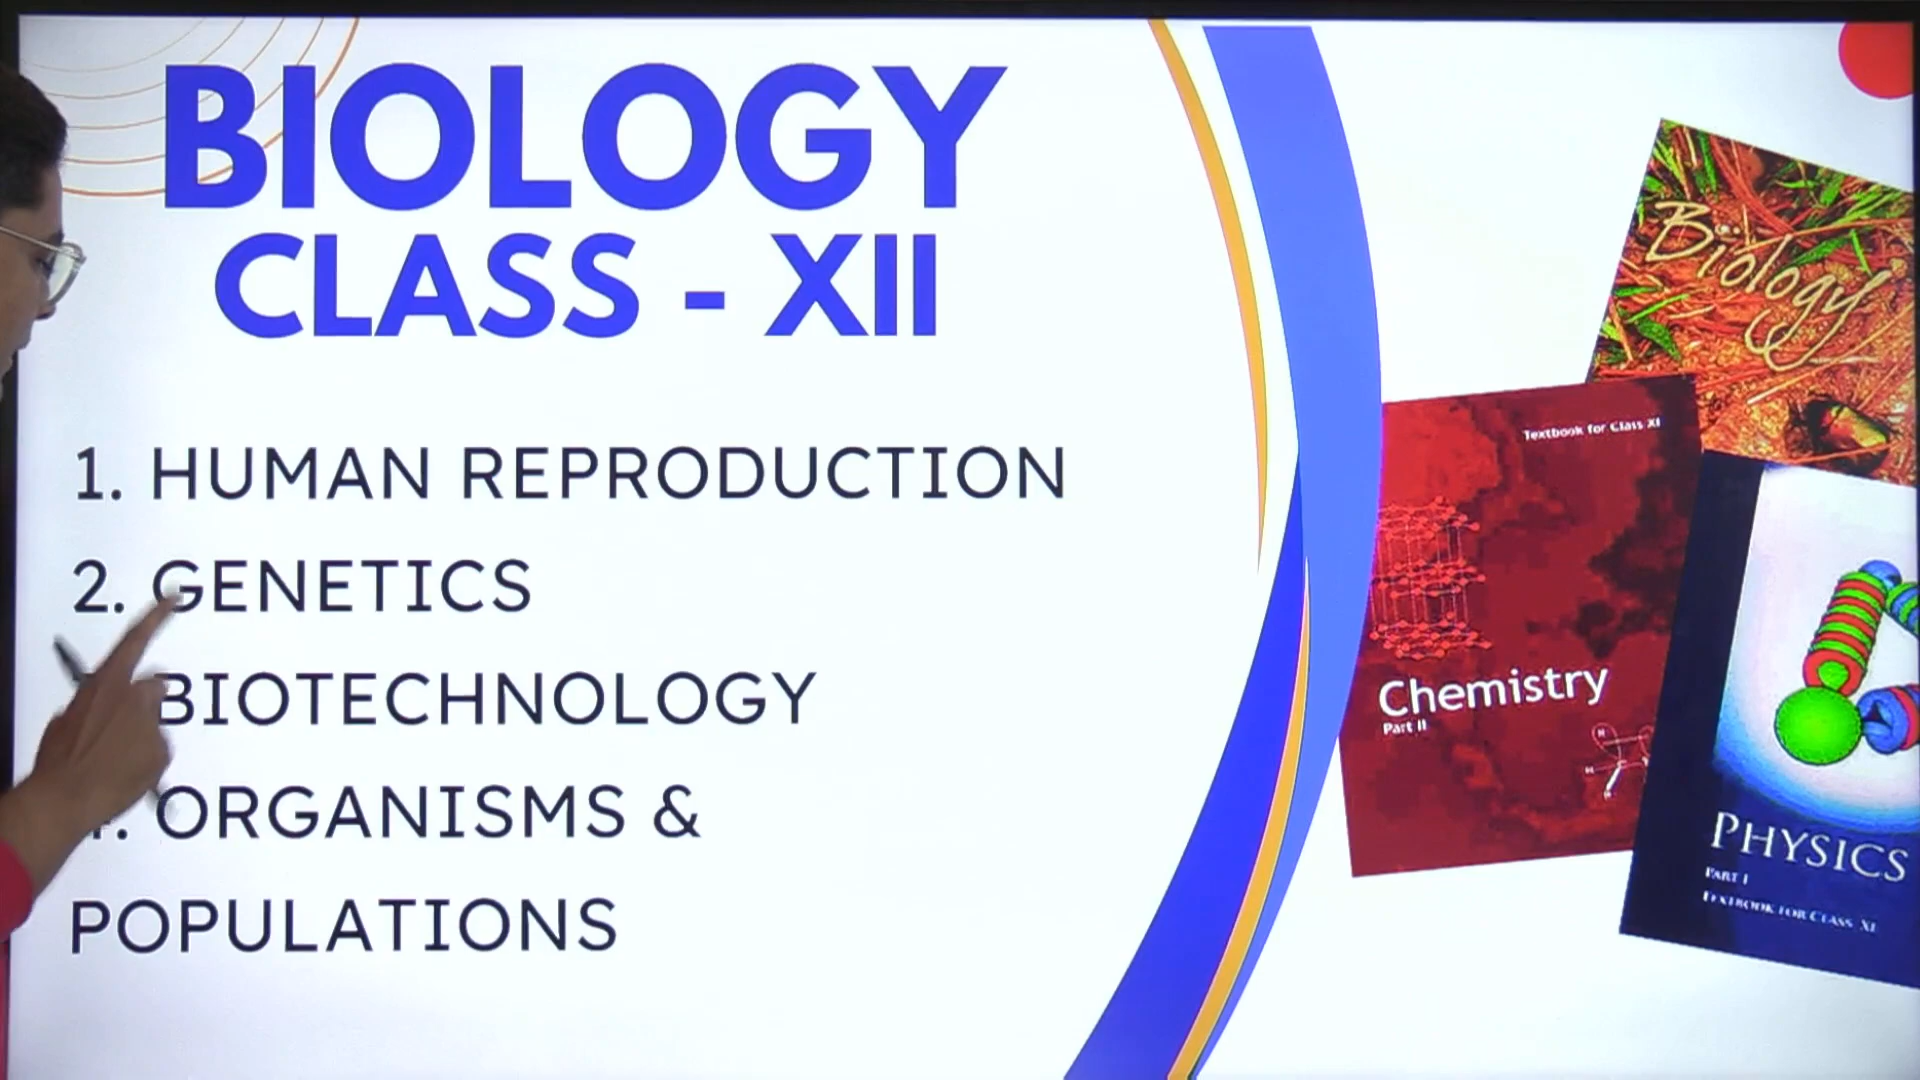 BIOLOGY
CLASS - XII
1. HUMAN REPRODUCTION
2. GENETICS
BIOTECHNOLOGY
. ORGANISMS &
POPULATIONS
Biology
Textbook for Class XI
Chemistry
Part II
PHYSICS
PART I
TEXTBOOK FOR CLASS XI